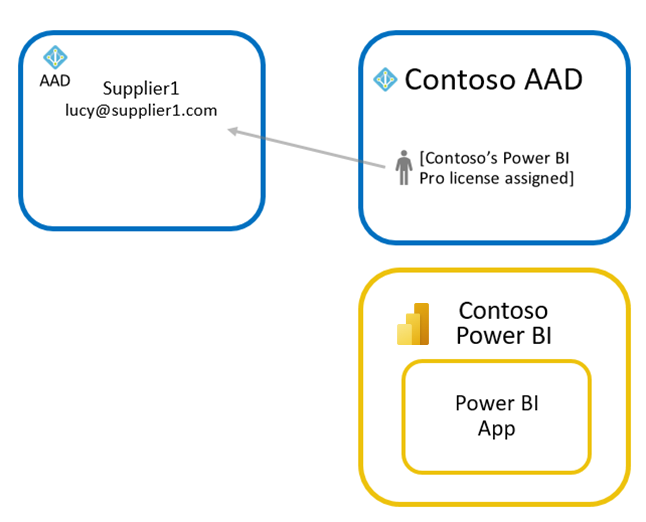 AAD
Supplier1
lucy@supplier1.com
Contoso AAD
[Contoso's Power BI
Pro license assigned]
Contoso
Power BI
Power BI
App